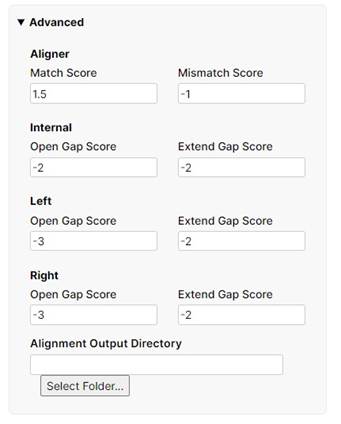 ▼ Advanced
Aligner
Match Score Mismatch Score
1.5 -1
Internal
Open Gap Score Extend Gap Score
-2 -2
Left
Open Gap Score Extend Gap Score
-3 -2
Right
Open Gap Score Extend Gap Score
-3 -2
Alignment Output Directory
Select Folder...